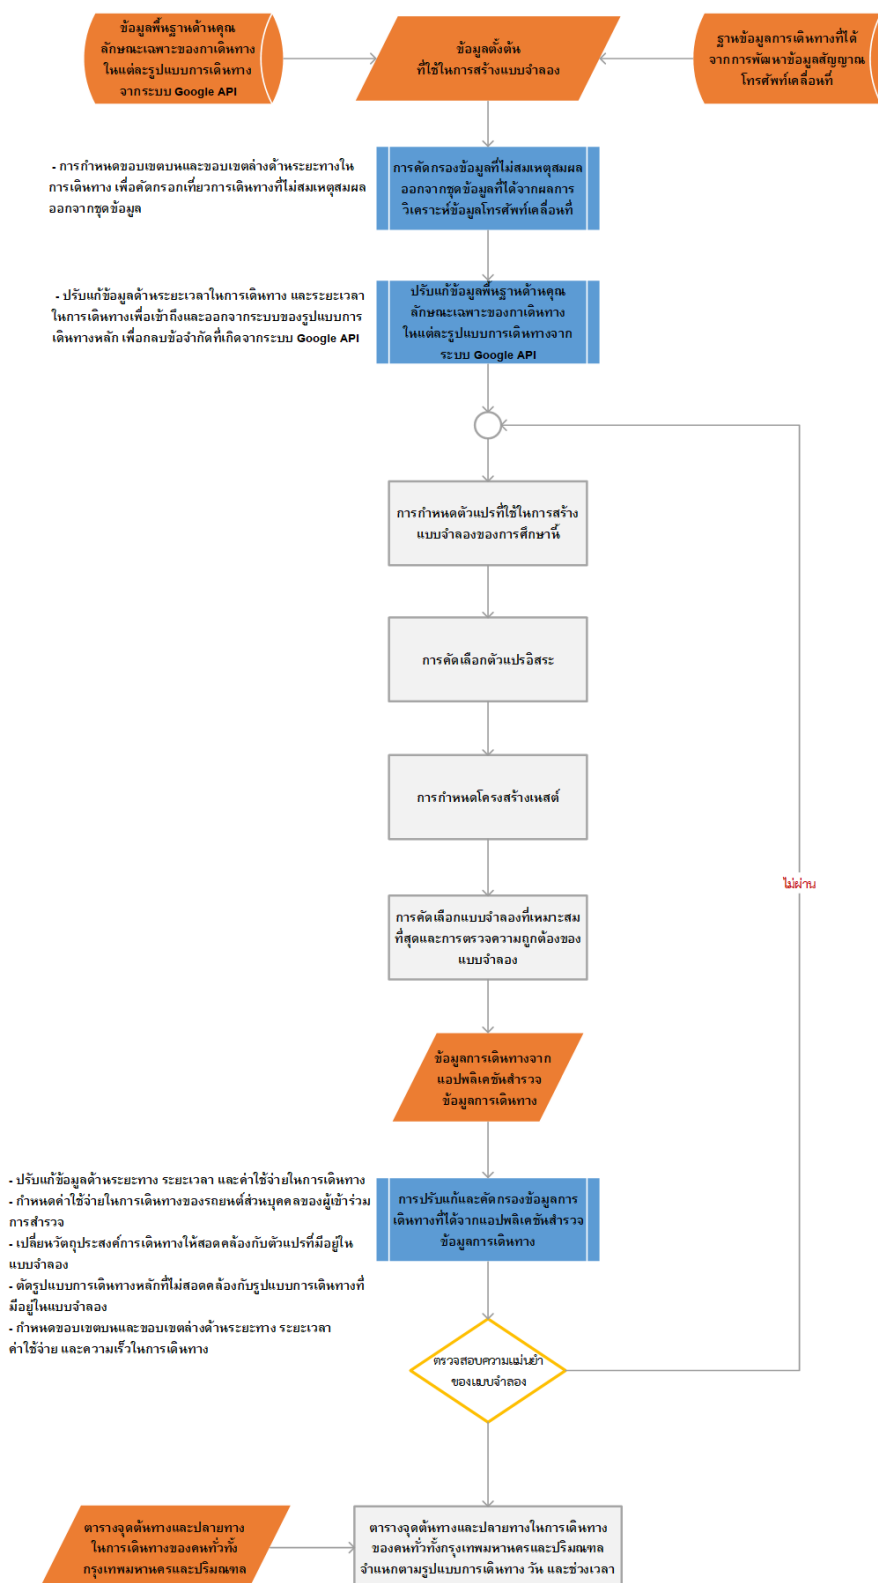 ข้อมูลพื้นฐานด้านคุณ
ลักษณะเฉพาะของกาเดินทาง
ในแต่ละรูปแบบการเดินทาง
จากระบบ Google API
ข้อมูลตั้งต้น
ที่ใช้ในการสร้างแบบจำลอง
ฐานข้อมูลการเดินทางที่ได้
จากการพัฒหาข้อมูลสัญญาณ
โทรศัพท์เคลื่อนที่
- การกำหนดขอบเขตบนและขอบเขตล่างด้านระยะทางใน
การเดินทาง เพื่อคัดกรอกเที่ยวการเดินทางที่ไม่สมเหตุสมผล
ออกจากชุดข้อมูล
การคัดกรองข้อมูลที่ไม่สมเหตุสมผล
ออกจากชุดข้อมูลที่ได้จากผลการ
วิเคราะห์ข้อมูลโทรศัพท์เคลื่อนที่
- ปรับแก้ข้อมูลด้านระยะเวลาในการเดินทาง และระยะเวลา
ในการเดินทางเพื่อเข้าถึงและออกจากระบบของรูปแบบการ
เดินทางหลัก เพื่อกลบข้อจำกัดที่เกิดจากระบบ Google API
ปรับแก้ข้อมูลพื้นฐานด้านคุณ
ลักษณะเฉพาะของกาเดินทาง
ในแต่ละรูปแบบการเดินทางจาก
ระบบ Google API
การกำหนดตัวแปรที่ใช้ในการสร้าง
แบบจำลองของการศึกษานี้
การคัดเลือกตัวแปรอิสระ
การกำหนดโครงสร้างเนสต์
ไม่ผ่าน
การคัดเลือกแบบจำลองที่เหมาะสม
ที่สุดและการตรวจความถูกต้องของ
แบบจำลอง
ข้อมูลการเดินทางจาก
แอปพลิเคชันสำรวจ
ข้อมูลการเดินทาง
- ปรับแก้ข้อมูลด้านระยะทาง ระยะเวลา และค่าใช้จ่ายในการเดินทาง
- กำหนดค่าใช้จ่ายในการเดินทางของรถยนต์ส่วนบุคคลของผู้เข้าร่วม
การสำรวจ
- เปลี่ยนวัตถุประสงค์การเดินทางให้สอดคล้องกับตัวแปรที่มีอยู่ใน
แบบจำลอง
- ตัดรูปแบบการเดินทางหลักที่ไม่สอดคล้องกับรูปแบบการเดินทางที่
มีอยู่ในแบบจำลอง
- กำหนดขอบเขตบนและขอบเขตล่างด้านระยะทาง ระยะเวลา
ค่าใช้จ่าย และความเร็วในการเดินทาง
การปรับแก้และคัดกรองข้อมูลการ
เดินทางที่ได้จากแอปพลิเคชันสำรวจ
ข้อมูลการเดินทาง
ตรวจสอบความแม่นยำ
ของแบบจำลอง
ตารางจุดต้นทางและปลายทาง
ในการเดินทางของคนทั่วทั้ง
กรุงเทพมหานครและปริมณฑล
ตารางจุดต้นทางและปลายทางในการเดินทาง
ของคนทั่วทั้งกรุงเทพมหานครและปริมณฑล
จำแนกตามรูปแบบการเดินทาง วัน และช่วงเวลา